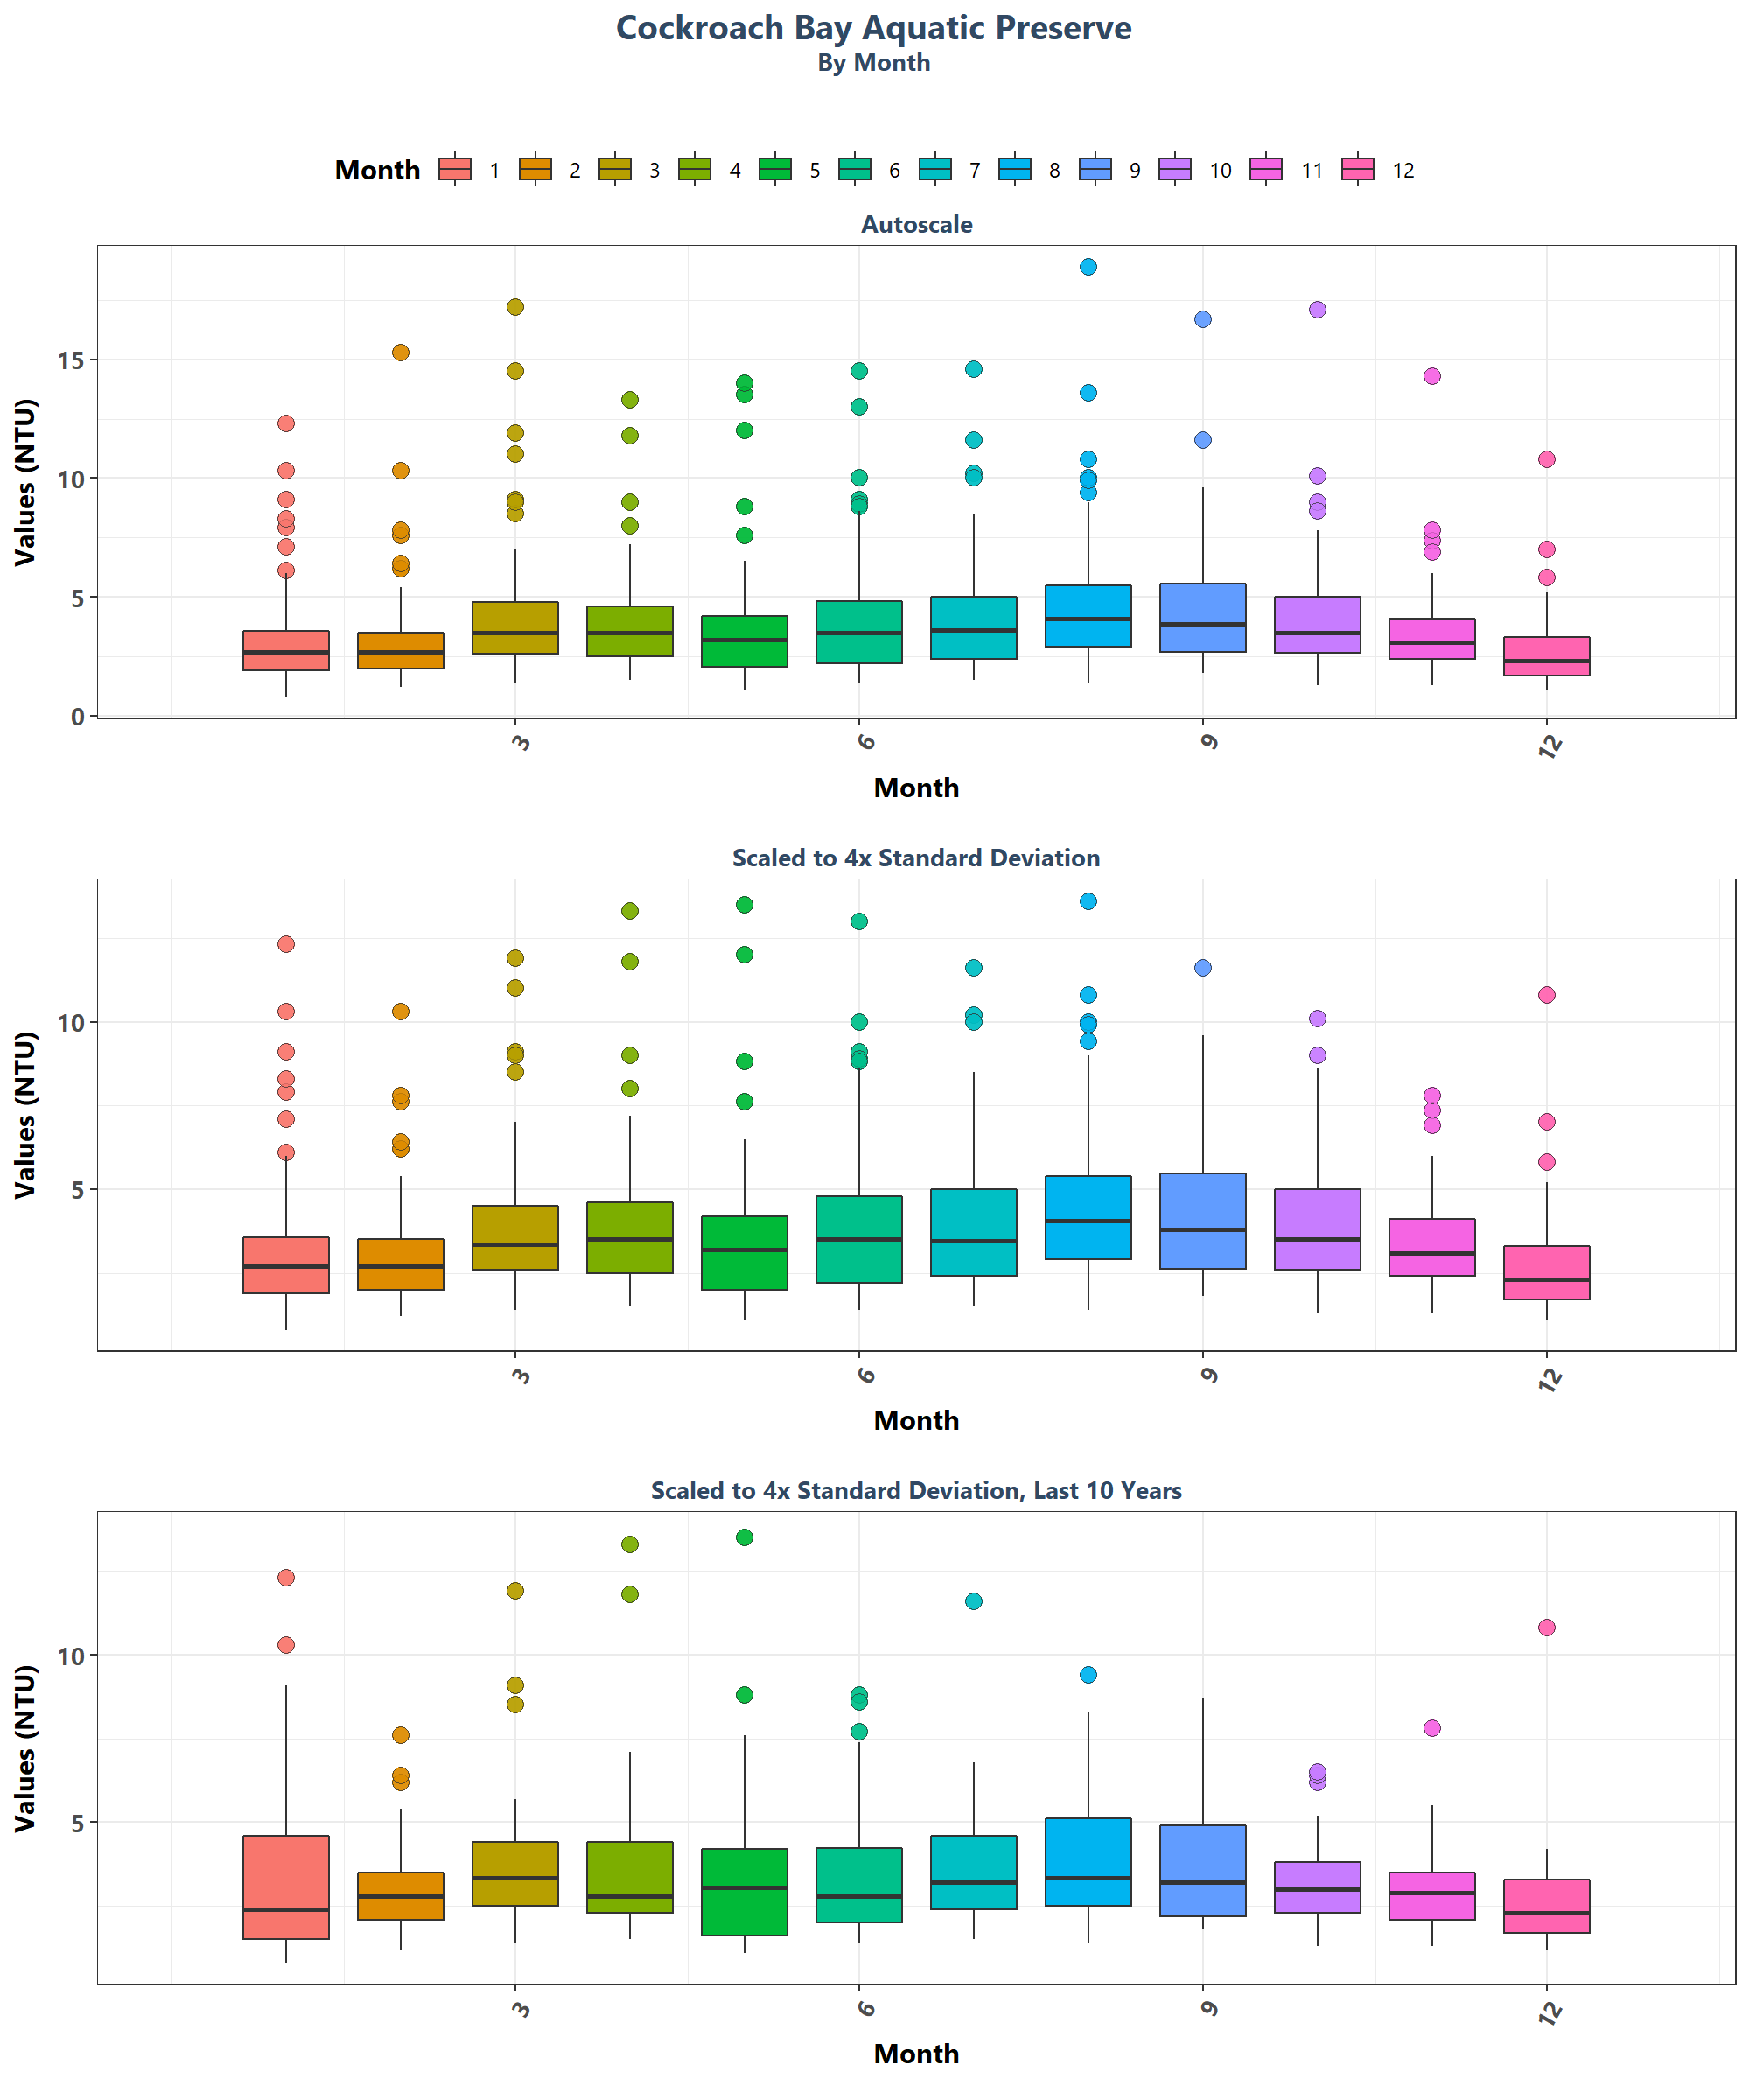 Cockroach Bay Aquatic Preserve
By Month
Month 1 2 3 4 5 6 7 8 9 10 11 12
Autoscale
Values (NTU)
15
10
5
0
3 6 9 12
Month
Scaled to 4x Standard Deviation
Values (NTU)
10
5
3 6 9 12
Month
Scaled to 4x Standard Deviation, Last 10 Years
Values (NTU)
10
5
3 6 9 12
Month